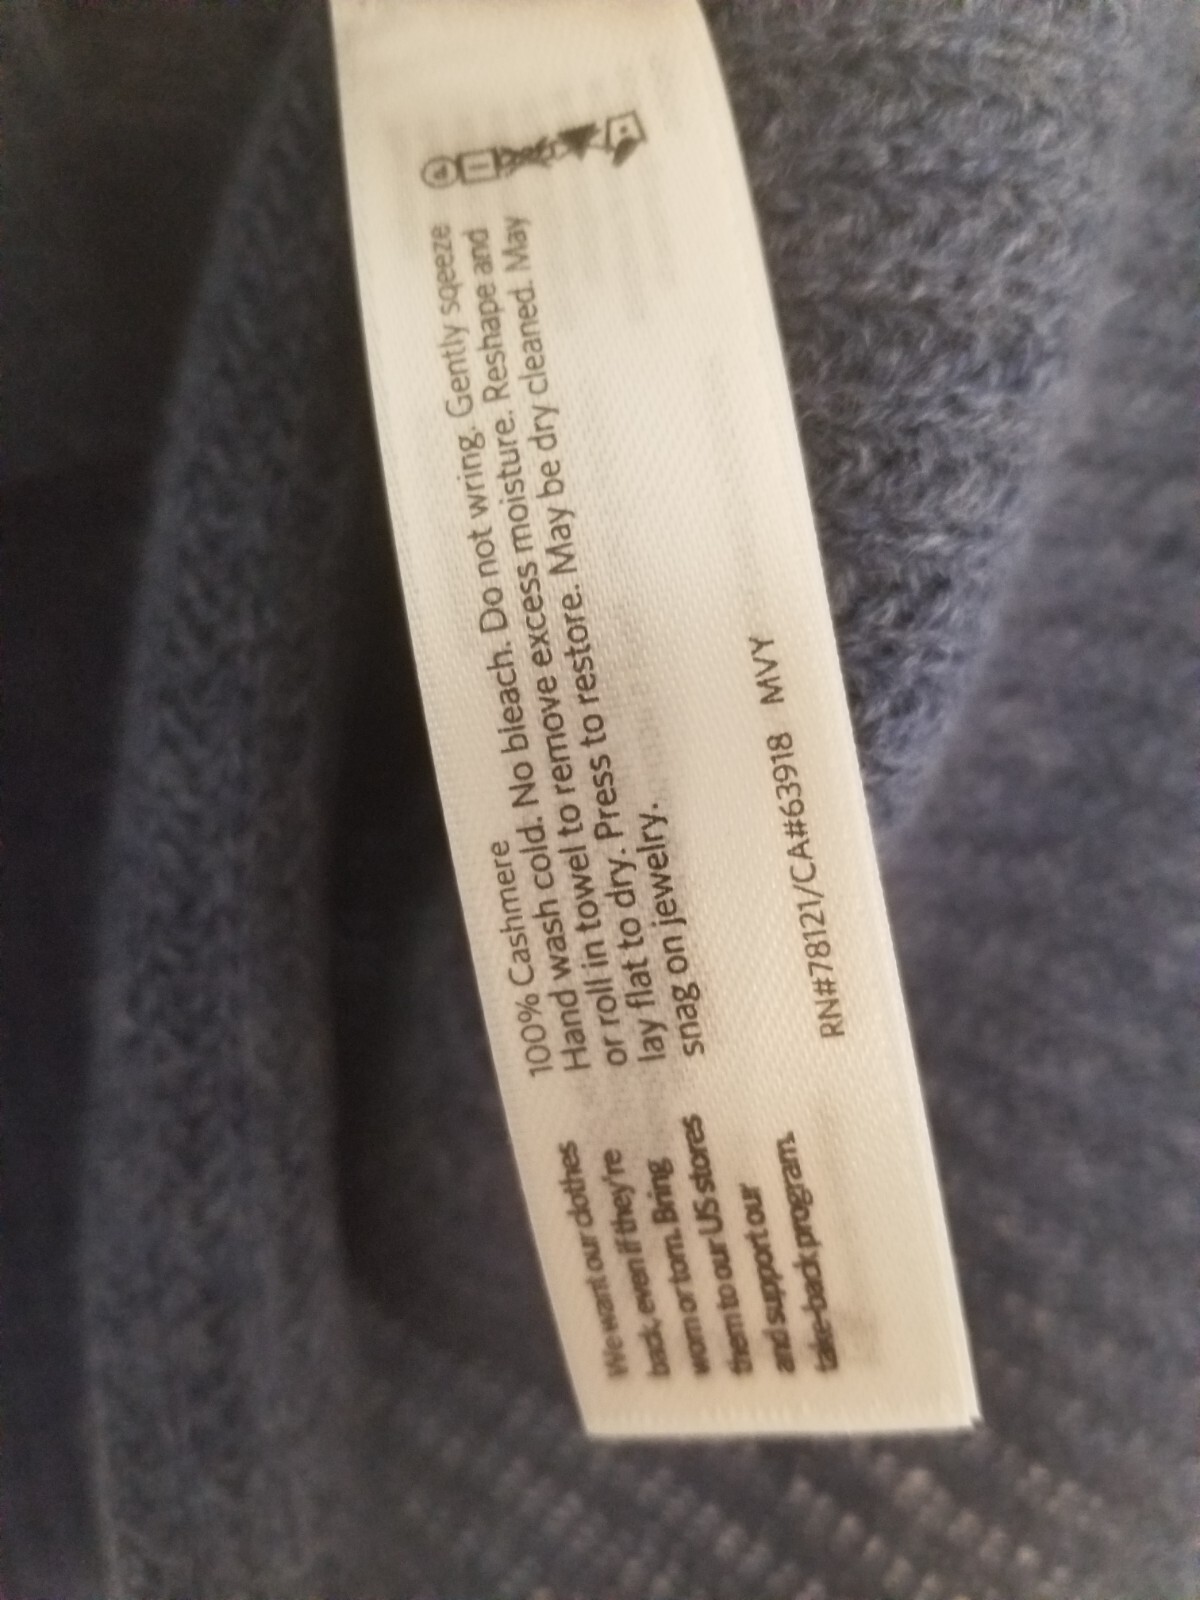 100% Cashmere
Hand wash cold. No bleach. Do not wring. Gently sqeeze
or roll in towel to remove excess moisture. Reshape and
lay flat to dry. Press to restore. May be dry cleaned. May
snag on jewelry.
RN#78121/CA#63918 MVY
We want our clothes
back, even if they're
worn or torn. Bring
them to our US stores
and support our
take-back program.